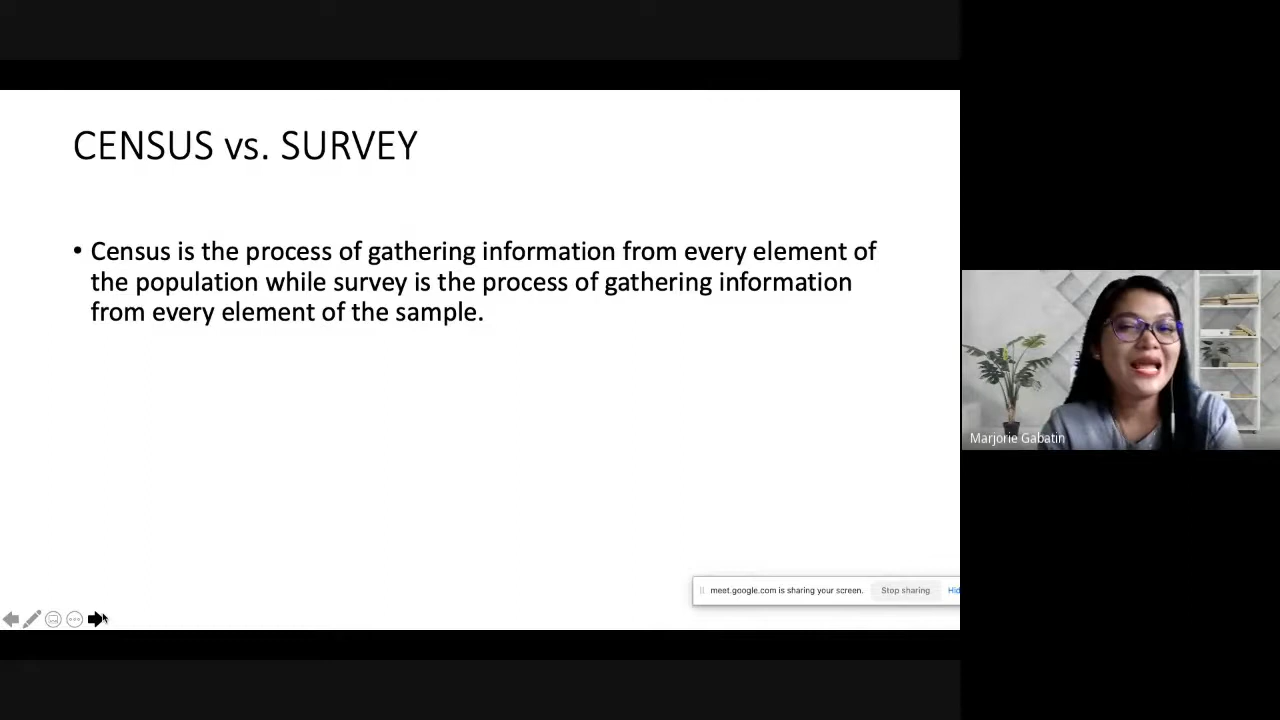 CENSUS vs. SURVEY
• Census is the process of gathering information from every element of
the population while survey is the process of gathering information
from every element of the sample.
Marjorie Gabatin
meet.google.com is sharing your screen. Stop sharing Hid